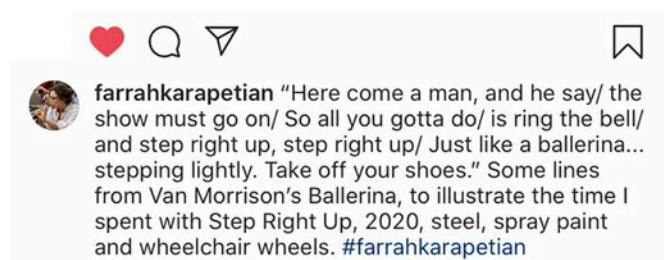 farrahkarapetian “Here come a man, and he say/ the
show must go on/ So all you gotta do/ is ring the bell/
and step right up, step right up/ Just like a ballerina...
stepping lightly. Take off your shoes.” Some lines
from Van Morrison’s Ballerina, to illustrate the time I
spent with Step Right Up, 2020, steel, spray paint
and wheelchair wheels. #farrahkarapetian